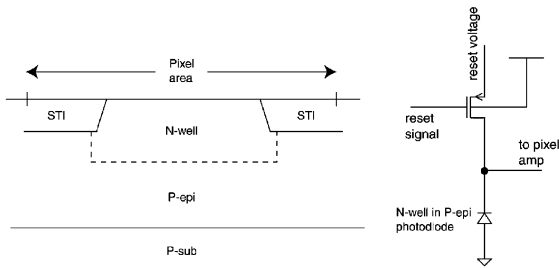 Pixel
area
STI
STI
N-well
P-epi
P-sub
reset voltage
reset
signal
to pixel
amp
N-well in P-epi
photodiode